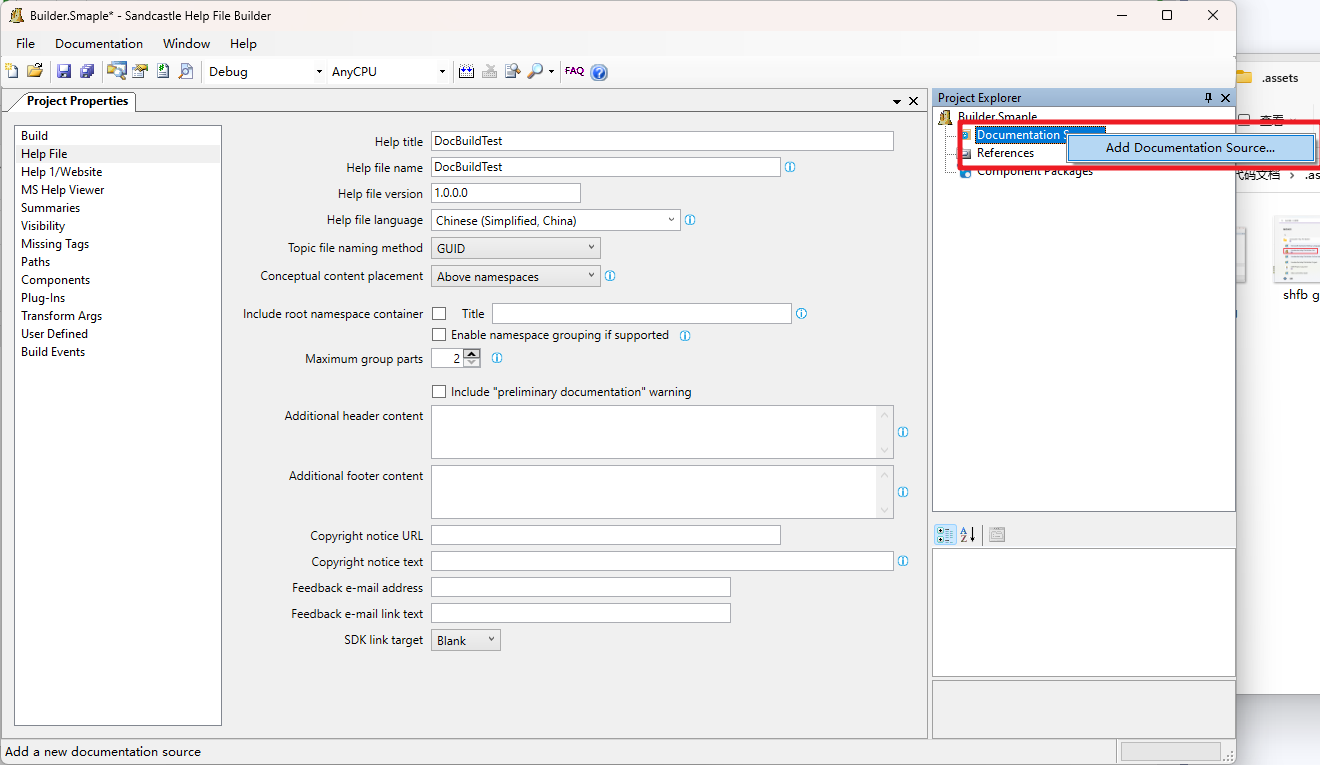 Builder.Smaple* - Sandcastle Help File Builder
File Documentation Window Help
Debug AnyCPU FAQ
Project Properties
Build
Help File
Help 1/Website
MS Help Viewer
Summaries
Visibility
Missing Tags
Paths
Components
Plug-Ins
Transform Args
User Defined
Build Events
Help title DocBuildTest
Help file name DocBuildTest
Help file version 1.0.0.0
Help file language Chinese (Simplified, China)
Topic file naming method GUID
Conceptual content placement Above namespaces
Include root namespace container Title
Enable namespace grouping if supported
Maximum group parts 2
Include "preliminary documentation" warning
Additional header content
Additional footer content
Copyright notice URL
Copyright notice text
Feedback e-mail address
Feedback e-mail link text
SDK link target Blank
Project Explorer
Builder.Smaple
Documentation
Add Documentation Source...
References
Component Packages
.assets
查看
代码文档 > .as
shfb g
Add a new documentation source